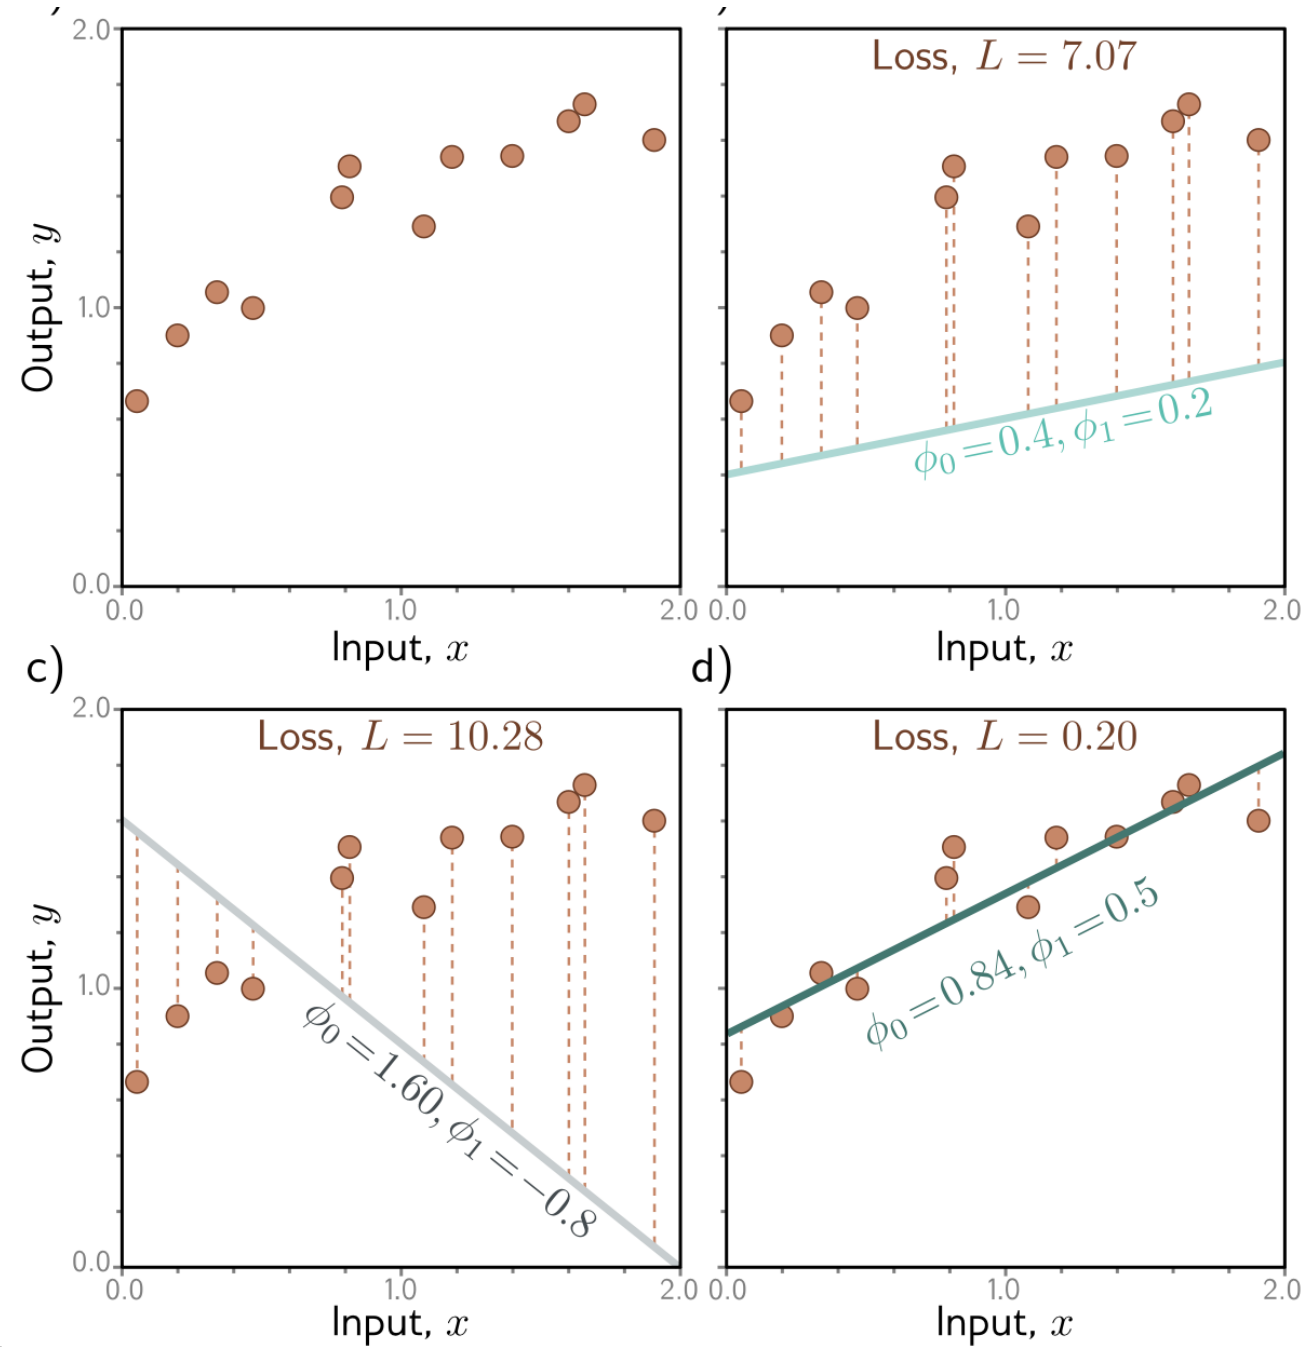 2.0
Output, y
1.0
0.0
0.0 1.0 2.0
Input, x
Loss, L = 7.07
ϕ₀ = 0.4, ϕ₁ = 0.2
0.0 1.0 2.0
Input, x
c)
2.0
Loss, L = 10.28
Output, y
1.0
ϕ₀ = 1.60, ϕ₁ = −0.8
0.0
0.0 1.0 2.0
Input, x
d)
Loss, L = 0.20
ϕ₀ = 0.84, ϕ₁ = 0.5
0.0 1.0 2.0
Input, x